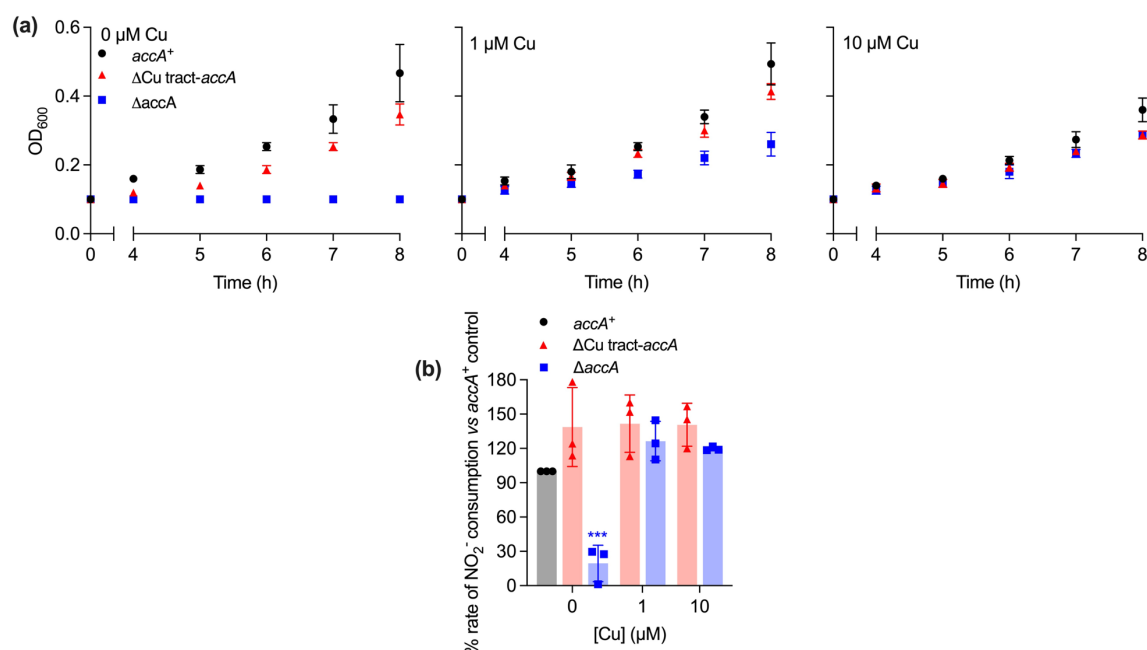 (a)
0 µM Cu
accA⁺
ΔCu tract-accA
ΔaccA
OD₆₀₀
0.6
0.4
0.2
0.0
0 4 5 6 7 8
Time (h)
1 µM Cu
0 4 5 6 7 8
Time (h)
10 µM Cu
0 4 5 6 7 8
Time (h)
(b)
accA⁺
ΔCu tract-accA
ΔaccA
% rate of NO₂⁻ consumption vs accA⁺ control
180
150
120
90
60
30
0
***
0 1 10
[Cu] (µM)